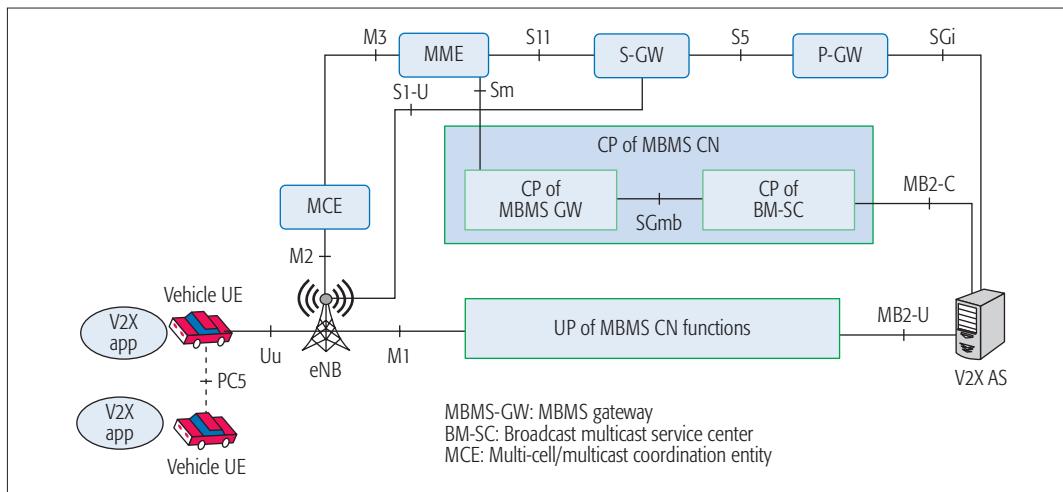 M3
MME
S11
S-GW
S5
P-GW
SGi
S1-U
Sm
CP of MBMS CN
MCE
CP of
MBMS GW
SGmb
CP of
BM-SC
MB2-C
M2
Vehicle UE
V2X
app
Uu
eNB
M1
UP of MBMS CN functions
MB2-U
V2X AS
PC5
V2X
app
Vehicle UE
MBMS-GW: MBMS gateway
BM-SC: Broadcast multicast service center
MCE: Multi-cell/multicast coordination entity